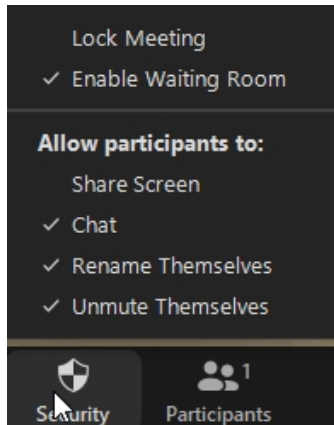 Lock Meeting
✓ Enable Waiting Room
Allow participants to:
Share Screen
✓ Chat
✓ Rename Themselves
✓ Unmute Themselves
1
Security Participants